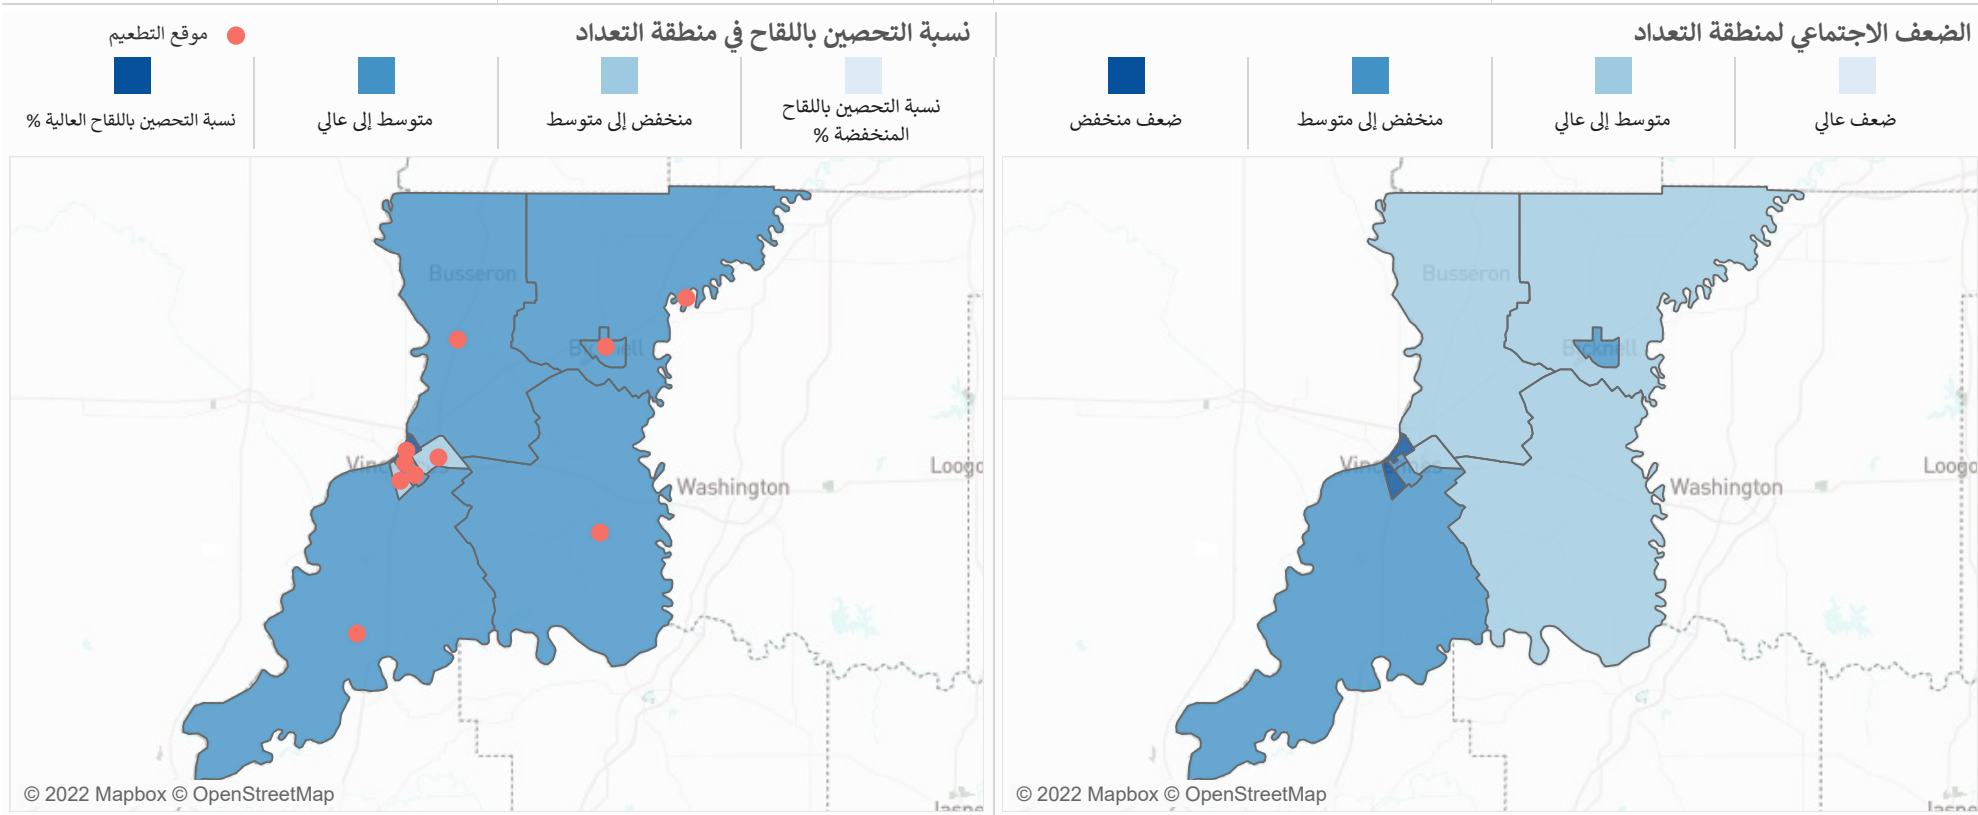 الضعف الاجتماعي لمنطقة التعداد
ضعف عالي
متوسط إلى عالي
منخفض إلى متوسط
ضعف منخفض
نسبة التحصين باللقاح في منطقة التعداد
موقع التطعيم
نسبة التحصين باللقاح
المنخفضة %
منخفض إلى متوسط
متوسط إلى عالي
نسبة التحصين باللقاح العالية %
Busseron
Bicknell
Washington
© 2022 Mapbox © OpenStreetMap
Busseron
Washington
© 2022 Mapbox © OpenStreetMap